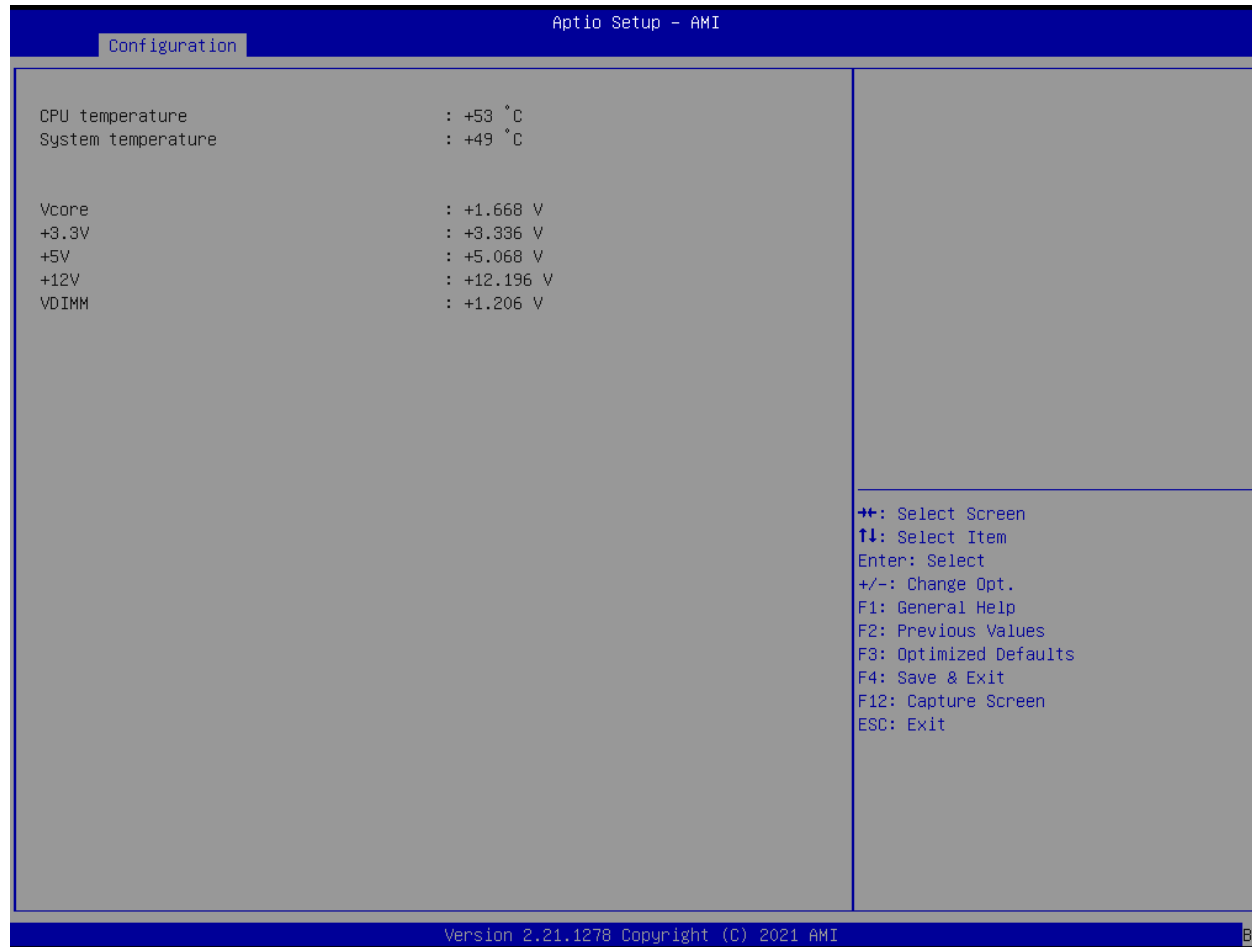 Aptio Setup – AMI
Configuration
CPU temperature : +53 °C
System temperature : +49 °C
Vcore : +1.668 V
+3.3V : +3.336 V
+5V : +5.068 V
+12V : +12.196 V
VDIMM : +1.206 V
→←: Select Screen
↑↓: Select Item
Enter: Select
+/-: Change Opt.
F1: General Help
F2: Previous Values
F3: Optimized Defaults
F4: Save & Exit
F12: Capture Screen
ESC: Exit
Version 2.21.1278 Copyright (C) 2021 AMI
B